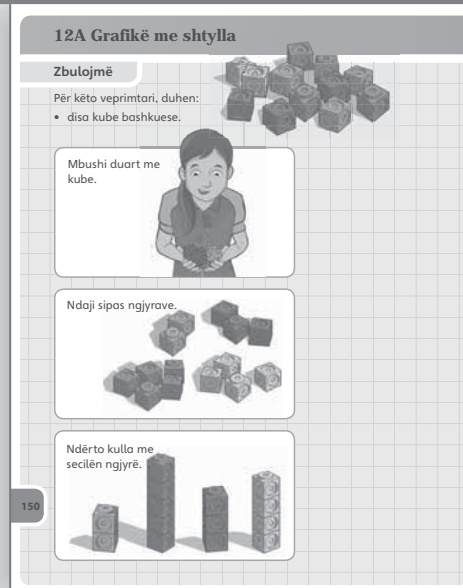 12A Grafikë me shtylla
Zbulojmë
Për këto veprimtari, duhen:
• disa kube bashkuese.
Mbushi duart me
kube.
Ndaji sipas ngjyrave.
Ndërto kulla me
secilën ngjyrë.
150